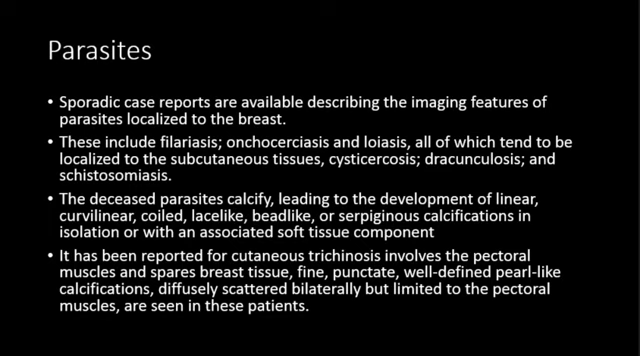 Parasites
• Sporadic case reports are available describing the imaging features of
parasites localized to the breast.
• These include filariasis; onchocerciasis and loiasis, all of which tend to be
localized to the subcutaneous tissues, cysticercosis; dracunculosis; and
schistosomiasis.
• The deceased parasites calcify, leading to the development of linear,
curvilinear, coiled, lacelike, beadlike, or serpiginous calcifications in
isolation or with an associated soft tissue component
• It has been reported for cutaneous trichinosis involves the pectoral
muscles and spares breast tissue, fine, punctate, well-defined pearl-like
calcifications, diffusely scattered bilaterally but limited to the pectoral
muscles, are seen in these patients.